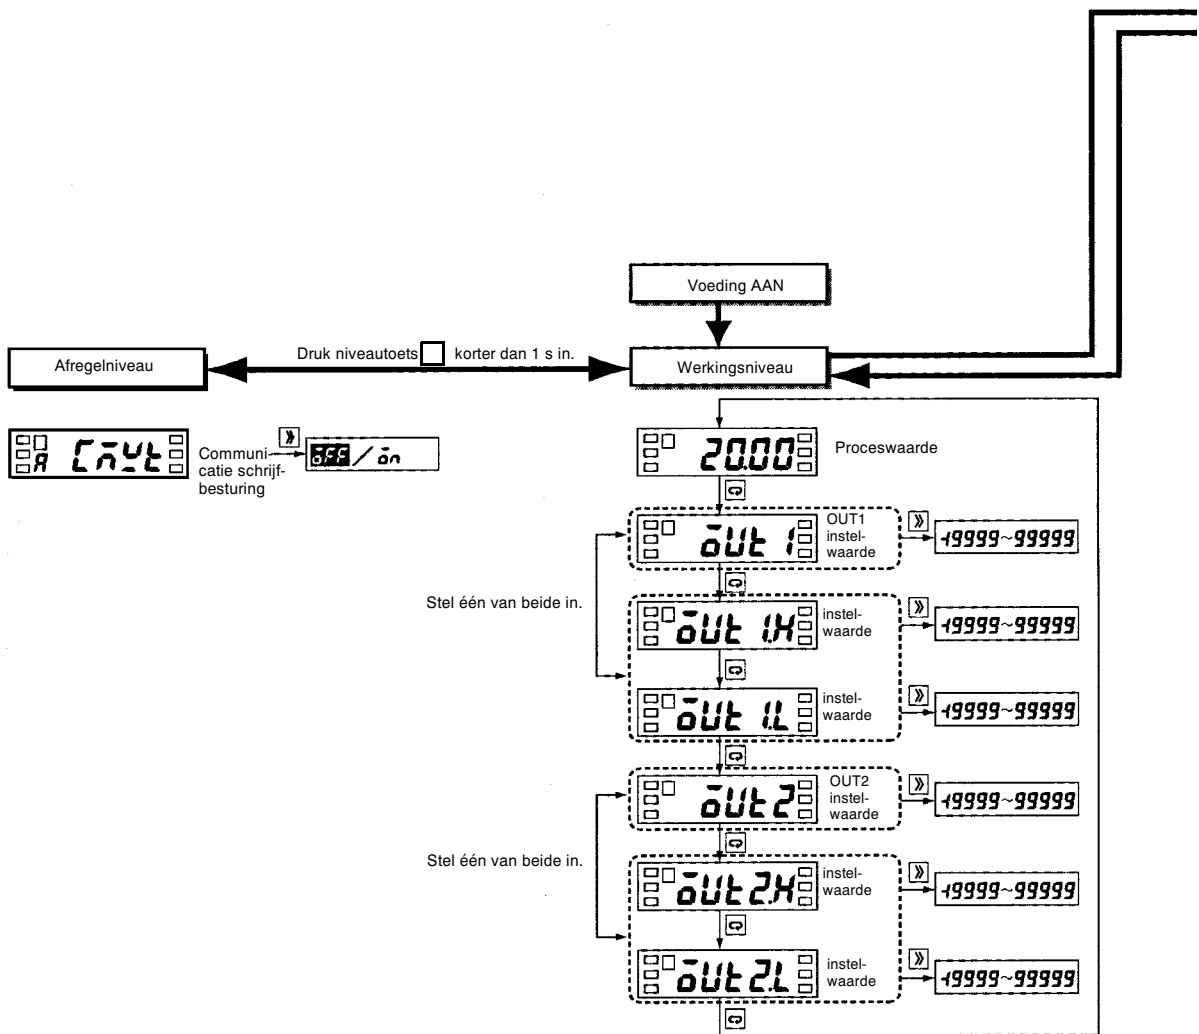 Voeding AAN
Afregelniveau
Druk niveautoets korter dan 1 s in.
Werkingsniveau
A CMWT
Communi-
catie schrijf-
besturing
OFF / ON
20.00
Proceswaarde
OUT 1
OUT1
instel-
waarde
-19999~99999
Stel één van beide in.
OUT 1.H
instel-
waarde
-19999~99999
OUT 1.L
instel-
waarde
-19999~99999
OUT2
OUT2
instel-
waarde
-19999~99999
Stel één van beide in.
OUT2.H
instel-
waarde
-19999~99999
OUT2.L
instel-
waarde
-19999~99999